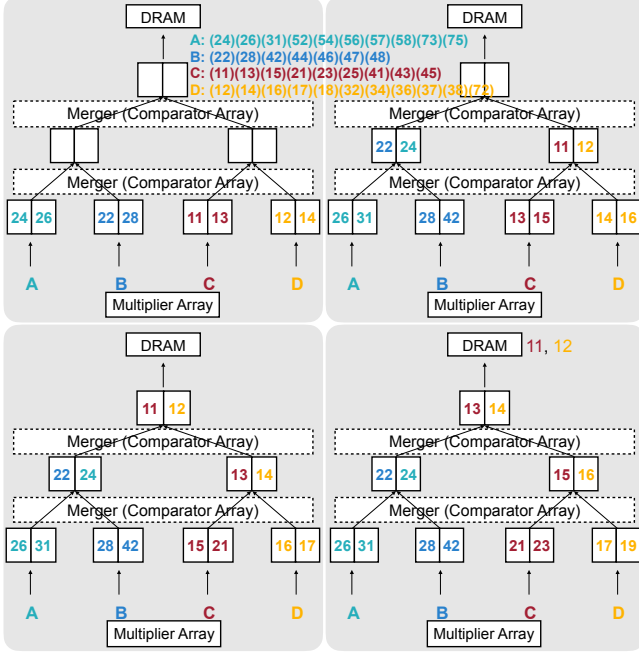 DRAM
A: (24)(26)(31)(52)(54)(56)(57)(58)(73)(75)
B: (22)(28)(42)(44)(46)(47)(48)
C: (11)(13)(15)(21)(23)(25)(41)(43)(45)
D: (12)(14)(16)(17)(18)(32)(34)(36)(37)(38)(72)
Merger (Comparator Array)
Merger (Comparator Array)
24 26 22 28 11 13 12 14
A B C D
Multiplier Array
DRAM
Merger (Comparator Array)
22 24 11 12
Merger (Comparator Array)
26 31 28 42 13 15 14 16
A B C D
Multiplier Array
DRAM
11 12
Merger (Comparator Array)
22 24 13 14
Merger (Comparator Array)
26 31 28 42 15 21 16 17
A B C D
Multiplier Array
DRAM 11, 12
13 14
Merger (Comparator Array)
22 24 15 16
Merger (Comparator Array)
26 31 28 42 21 23 17 19
A B C D
Multiplier Array